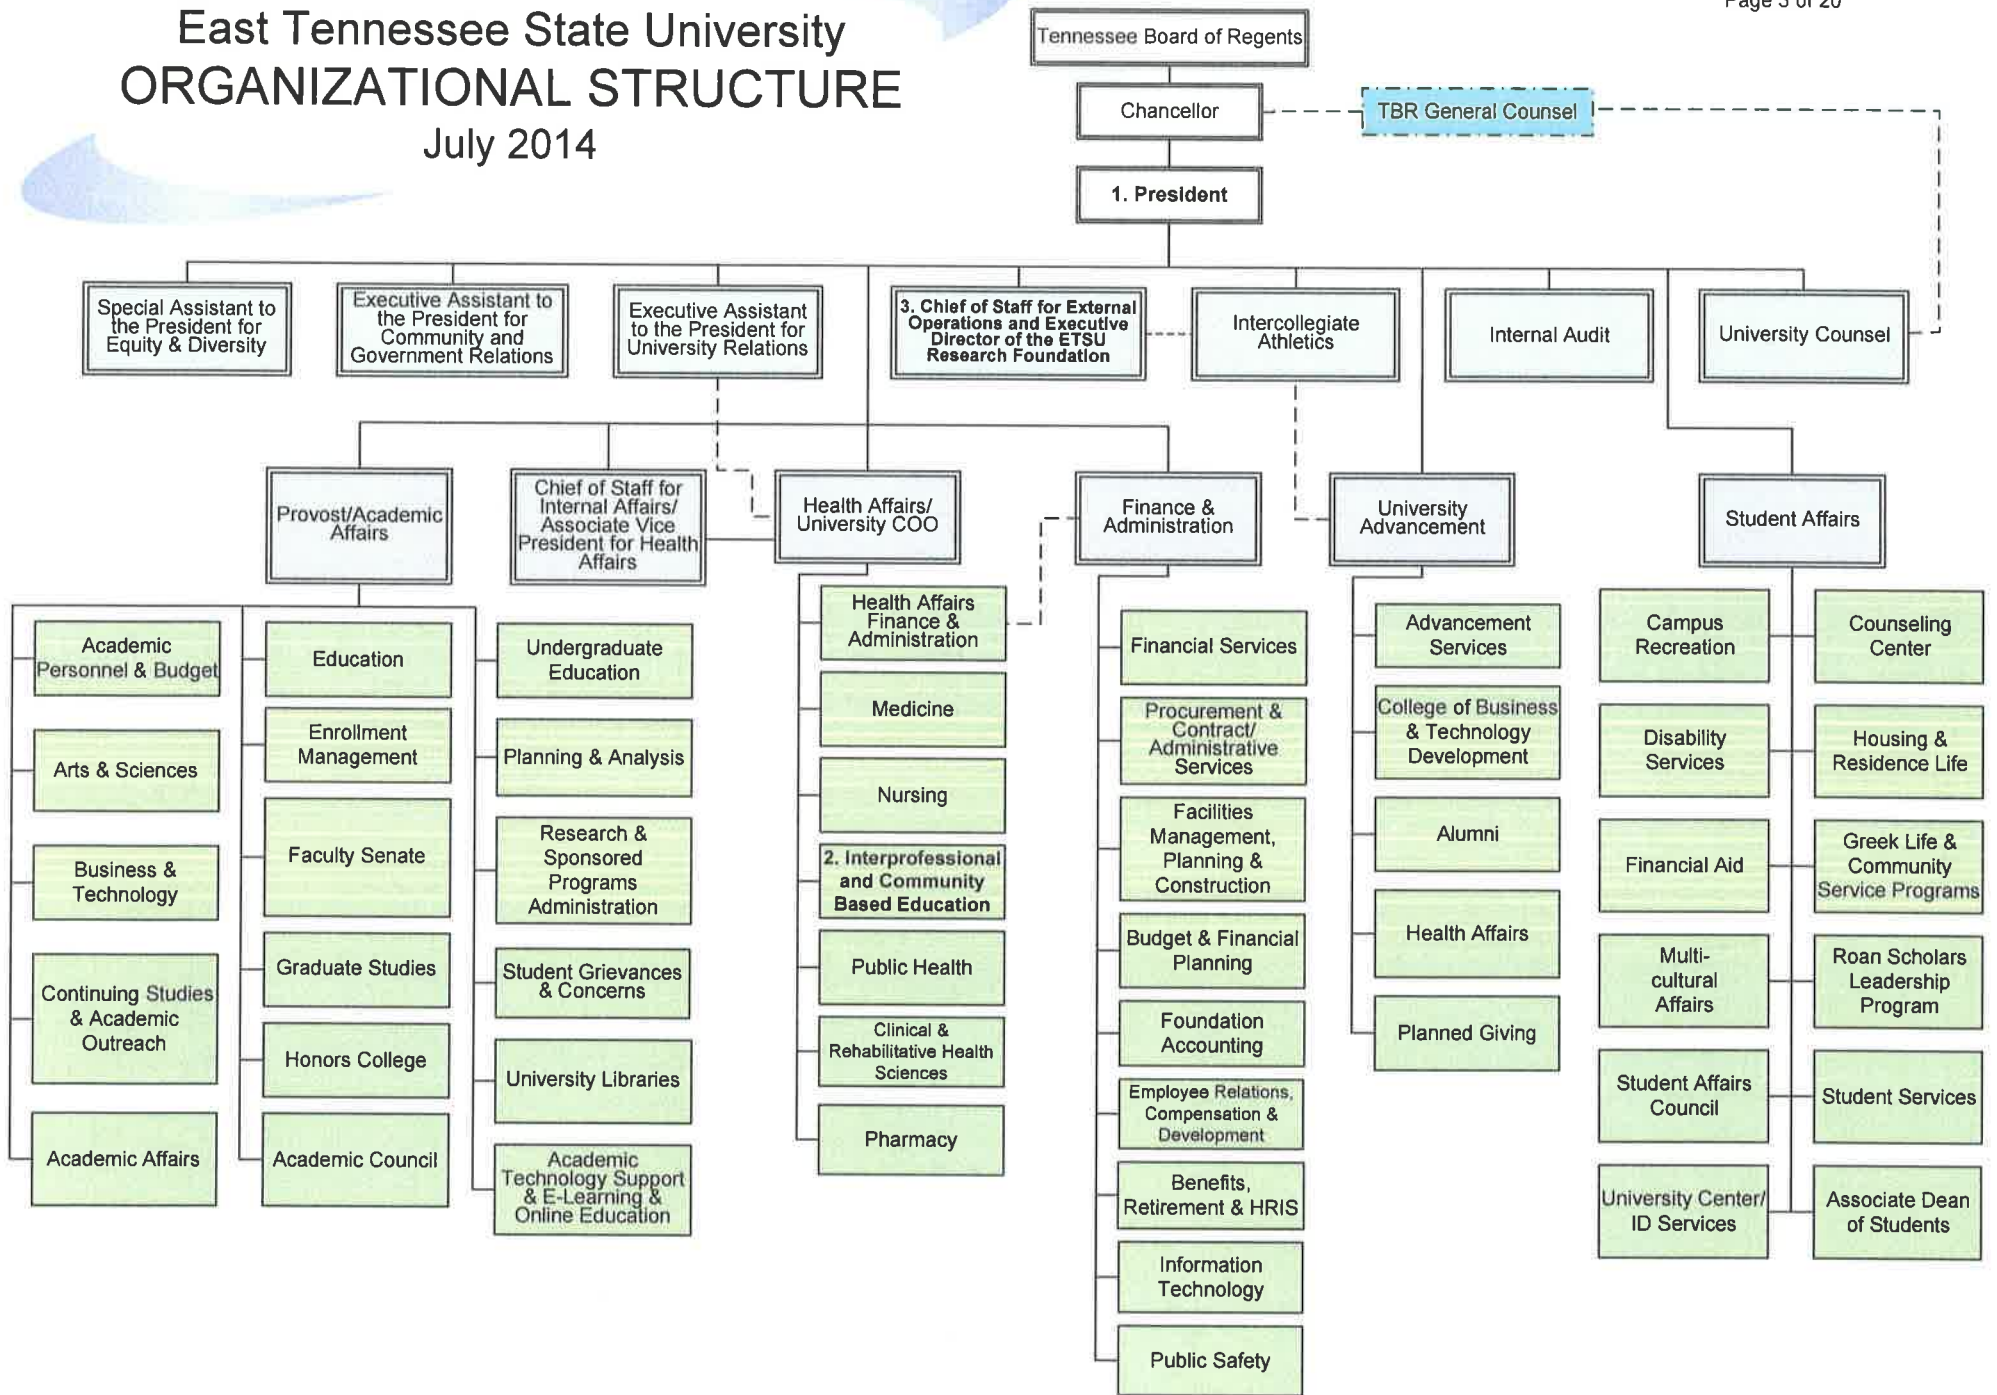 Page 3 of 20
East Tennessee State University
ORGANIZATIONAL STRUCTURE
July 2014
Tennessee Board of Regents
Chancellor
TBR General Counsel
1. President
Special Assistant to
the President for
Equity & Diversity
Executive Assistant to
the President for
Community and
Government Relations
Executive Assistant
to the President for
University Relations
3. Chief of Staff for External
Operations and Executive
Director of the ETSU
Research Foundation
Intercollegiate
Athletics
Internal Audit
University Counsel
Provost/Academic
Affairs
Chief of Staff for
Internal Affairs/
Associate Vice
President for Health
Affairs
Health Affairs/
University COO
Finance &
Administration
University
Advancement
Student Affairs
Academic
Personnel & Budget
Arts & Sciences
Business &
Technology
Continuing Studies
& Academic
Outreach
Academic Affairs
Education
Enrollment
Management
Faculty Senate
Graduate Studies
Honors College
Academic Council
Undergraduate
Education
Planning & Analysis
Research &
Sponsored
Programs
Administration
Student Grievances
& Concerns
University Libraries
Academic
Technology Support
& E-Learning &
Online Education
Health Affairs
Finance &
Administration
Medicine
Nursing
2. Interprofessional
and Community
Based Education
Public Health
Clinical &
Rehabilitative Health
Sciences
Pharmacy
Financial Services
Procurement &
Contract/
Administrative
Services
Facilities
Management,
Planning &
Construction
Budget & Financial
Planning
Foundation
Accounting
Employee Relations,
Compensation &
Development
Benefits,
Retirement & HRIS
Information
Technology
Public Safety
Advancement
Services
College of Business
& Technology
Development
Alumni
Health Affairs
Planned Giving
Campus
Recreation
Disability
Services
Financial Aid
Multi-
cultural
Affairs
Student Affairs
Council
University Center/
ID Services
Counseling
Center
Housing &
Residence Life
Greek Life &
Community
Service Programs
Roan Scholars
Leadership
Program
Student Services
Associate Dean
of Students